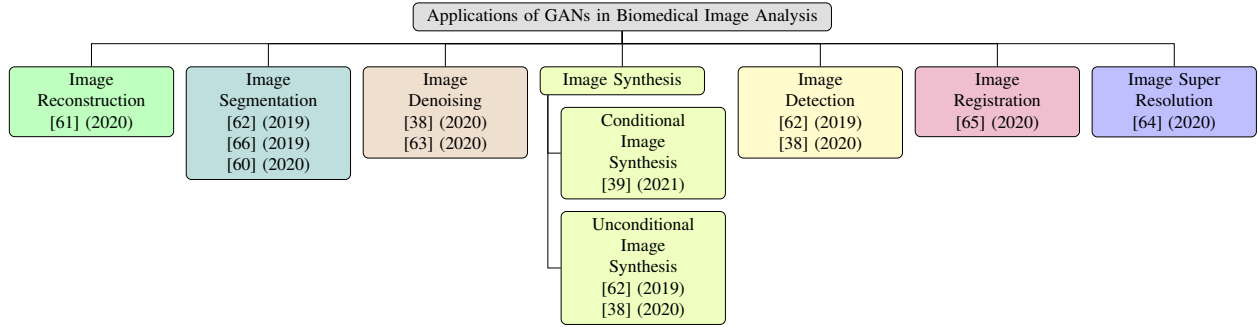 Applications of GANs in Biomedical Image Analysis
Image
Reconstruction
[61] (2020)
Image
Segmentation
[62] (2019)
[66] (2019)
[60] (2020)
Image
Denoising
[38] (2020)
[63] (2020)
Image Synthesis
Conditional
Image
Synthesis
[39] (2021)
Unconditional
Image
Synthesis
[62] (2019)
[38] (2020)
Image
Detection
[62] (2019)
[38] (2020)
Image
Registration
[65] (2020)
Image Super
Resolution
[64] (2020)